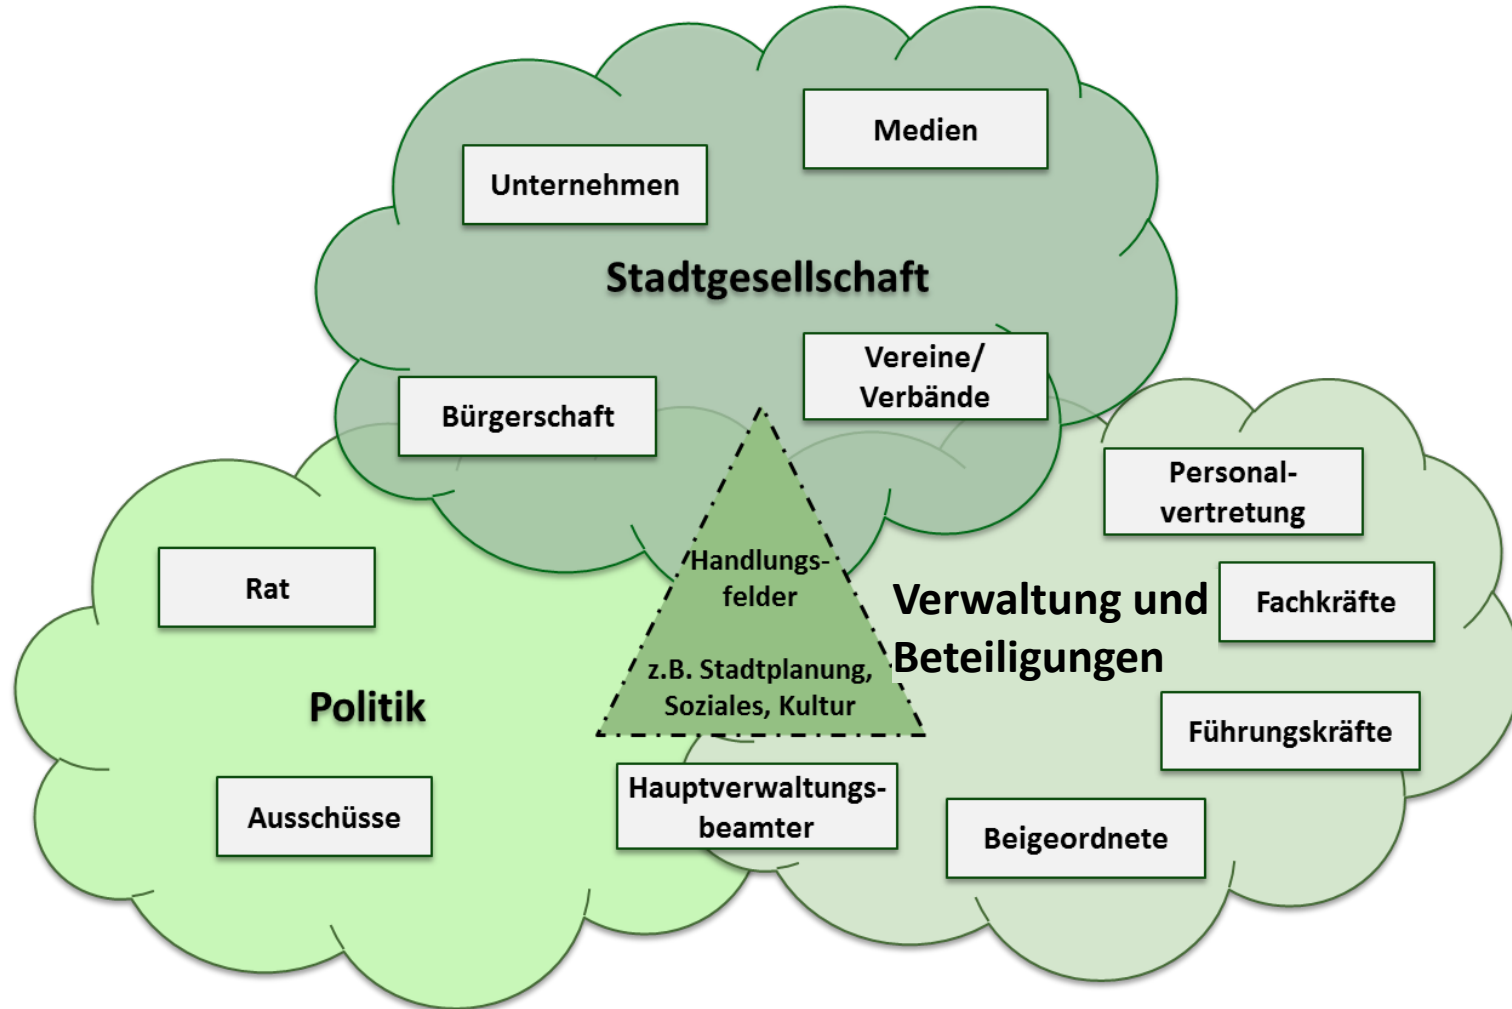 Medien
Unternehmen
Stadtgesellschaft
Vereine/
Verbände
Bürgerschaft
Personal-
vertretung
Rat
Handlungs-
felder
z.B. Stadtplanung,
Soziales, Kultur
Verwaltung und
Beteiligungen
Fachkräfte
Politik
Führungskräfte
Ausschüsse
Hauptverwaltungs-
beamter
Beigeordnete